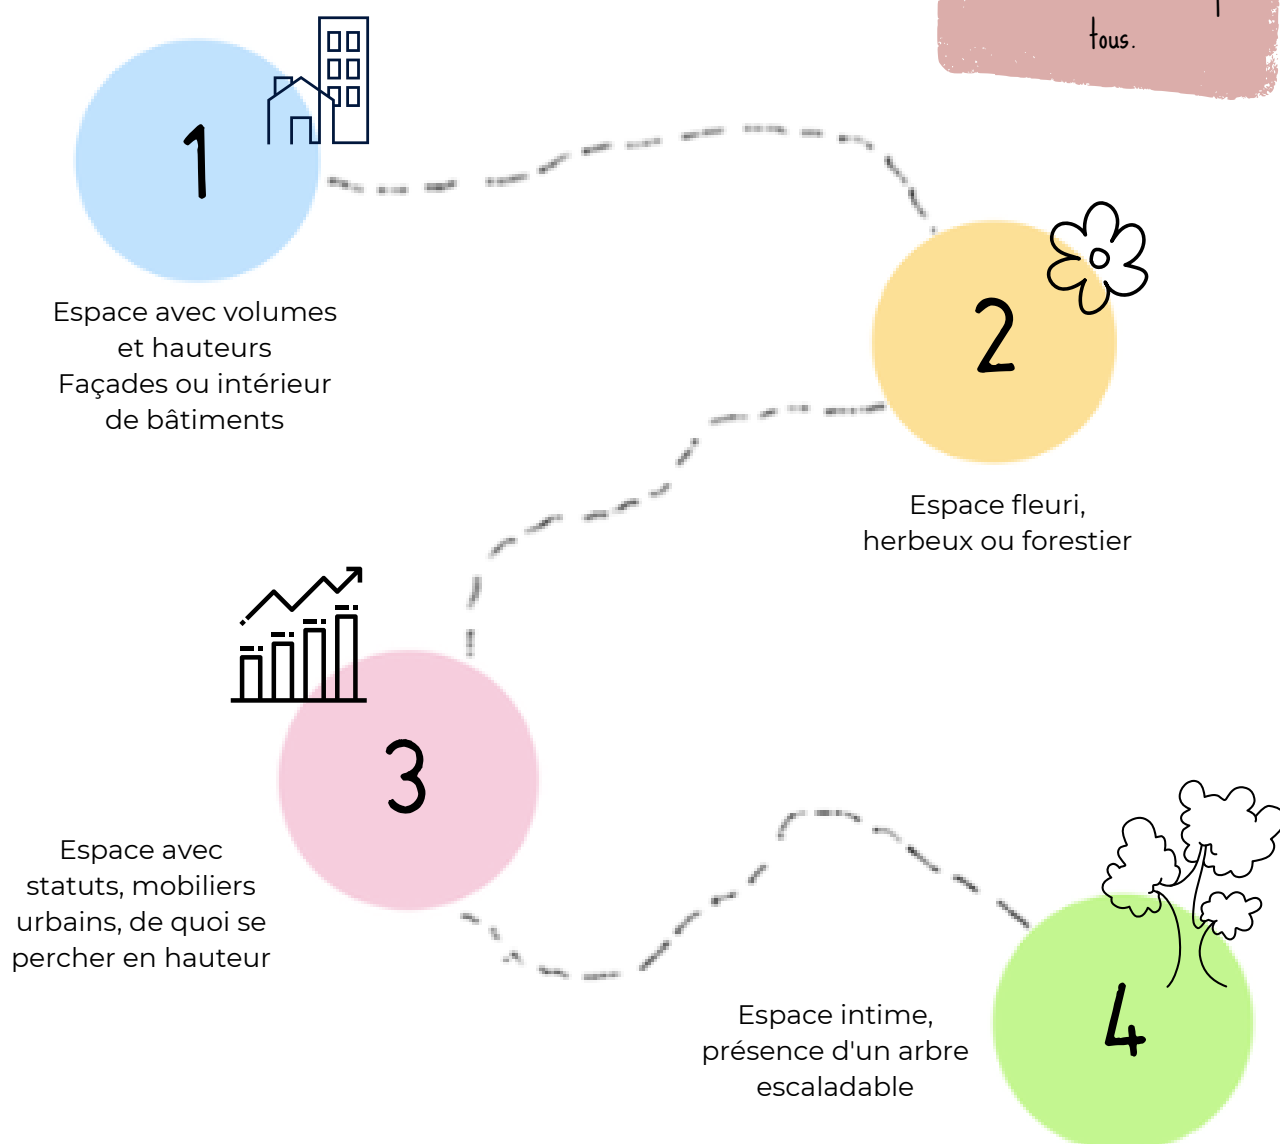 tous.
1
Espace avec volumes
et hauteurs
Façades ou intérieur
de bâtiments
2
Espace fleuri,
herbeux ou forestier
3
Espace avec
statuts, mobiliers
urbains, de quoi se
percher en hauteur
4
Espace intime,
présence d'un arbre
escaladable